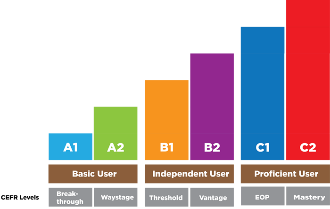 A1 A2 B1 B2 C1 C2
Basic User Independent User Proficient User
CEFR Levels Break-
through Waystage Threshold Vantage EOP Mastery